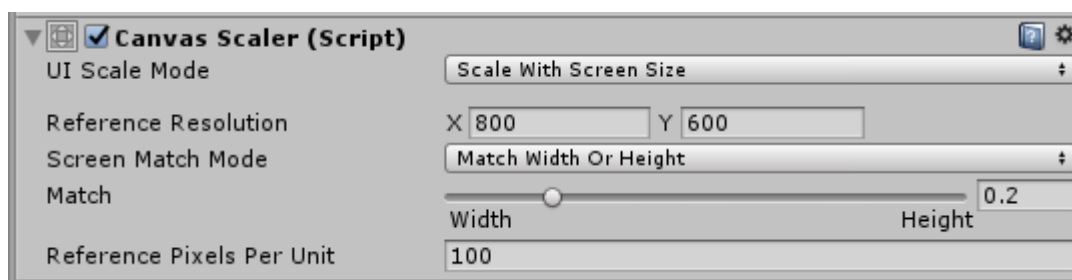 Canvas Scaler (Script)
UI Scale Mode Scale With Screen Size
Reference Resolution X 800 Y 600
Screen Match Mode Match Width Or Height
Match 0.2
Width Height
Reference Pixels Per Unit 100